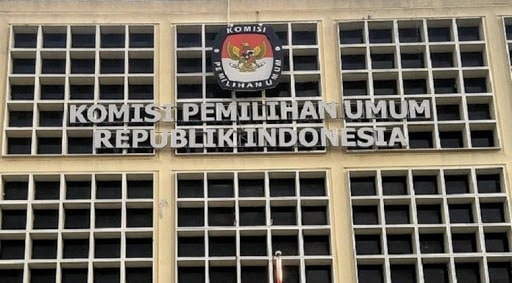 KOMISI
PEMILIHAN UMUM
KOMISI PEMILIHAN UMUM
REPUBLIK INDONESIA